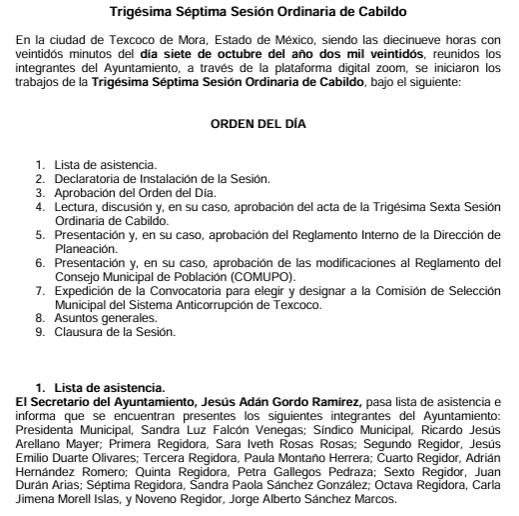 Trigésima Séptima Sesión Ordinaria de Cabildo
En la ciudad de Texcoco de Mora, Estado de México, siendo las diecinueve horas con
veintidós minutos del día siete de octubre del año dos mil veintidós, reunidos los
integrantes del Ayuntamiento, a través de la plataforma digital zoom, se iniciaron los
trabajos de la Trigésima Séptima Sesión Ordinaria de Cabildo, bajo el siguiente:
ORDEN DEL DÍA
1. Lista de asistencia.
2. Declaratoria de Instalación de la Sesión.
3. Aprobación del Orden del Día.
4. Lectura, discusión y, en su caso, aprobación del acta de la Trigésima Sexta Sesión
Ordinaria de Cabildo.
5. Presentación y, en su caso, aprobación del Reglamento Interno de la Dirección de
Planeación.
6. Presentación y, en su caso, aprobación de las modificaciones al Reglamento del
Consejo Municipal de Población (COMUPO).
7. Expedición de la Convocatoria para elegir y designar a la Comisión de Selección
Municipal del Sistema Anticorrupción de Texcoco.
8. Asuntos generales.
9. Clausura de la Sesión.
1. Lista de asistencia.
El Secretario del Ayuntamiento, Jesús Adán Gordo Ramírez, pasa lista de asistencia e
informa que se encuentran presentes los siguientes integrantes del Ayuntamiento:
Presidenta Municipal, Sandra Luz Falcón Venegas; Síndico Municipal, Ricardo Jesús
Arellano Mayer; Primera Regidora, Sara Iveth Rosas Rosas; Segundo Regidor, Jesús
Emilio Duarte Olivares; Tercera Regidora, Paula Montaño Herrera; Cuarto Regidor, Adrián
Hernández Romero; Quinta Regidora, Petra Gallegos Pedraza; Sexto Regidor, Juan
Durán Arias; Séptima Regidora, Sandra Paola Sánchez González; Octava Regidora, Carla
Jimena Morell Islas, y Noveno Regidor, Jorge Alberto Sánchez Marcos.